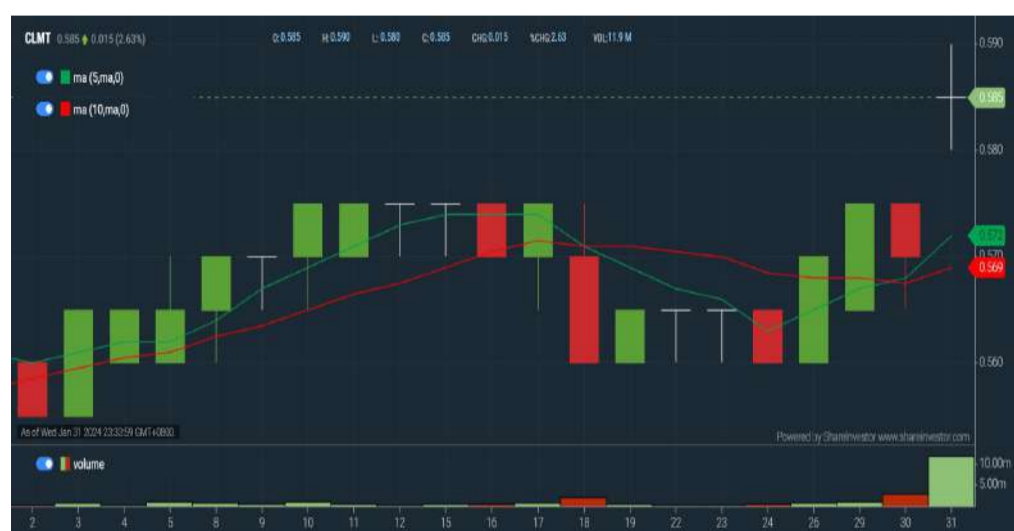 CLMT 0.585 0.015 (2.63%) O: 0.585 H: 0.590 L: 0.580 C: 0.585 CHG:0.015 %CHG:2.63 VOL:11.9 M
ma (5,ma,0)
ma (10,ma,0)
0.590
0.585
0.580
0.572
0.570
0.569
0.560
As of Wed Jan 31 2024 23:33:59 GMT+0800
Powered by ShareInvestor www.shareinvestor.com
volume
10.00m
5.00m
2 3 4 5 8 9 10 11 12 15 16 17 18 19 22 23 24 26 29 30 31